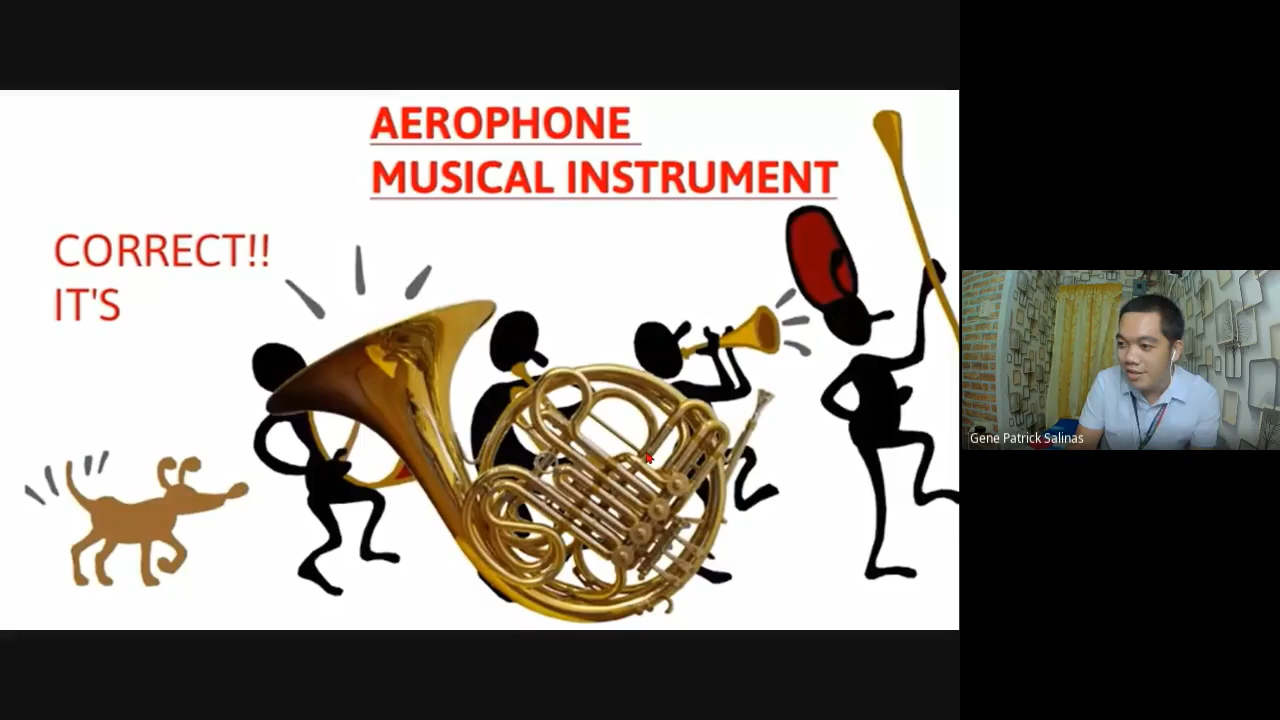 AEROPHONE
MUSICAL INSTRUMENT
CORRECT!!
IT'S
Gene Patrick Salinas